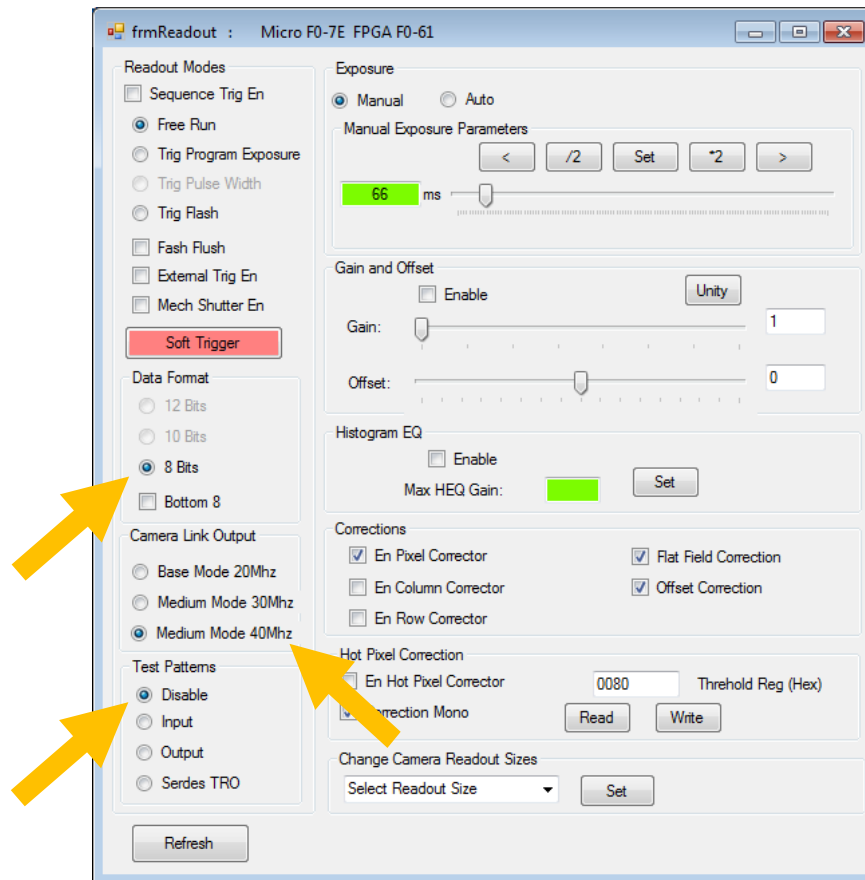 frmReadout : Micro F0-7E FPGA F0-61
Readout Modes
Sequence Trig En
Free Run
Trig Program Exposure
Trig Pulse Width
Trig Flash
Fash Flush
External Trig En
Mech Shutter En
Soft Trigger
Data Format
12 Bits
10 Bits
8 Bits
Bottom 8
Camera Link Output
Base Mode 20Mhz
Medium Mode 30Mhz
Medium Mode 40Mhz
Test Patterns
Disable
Input
Output
Serdes TRO
Refresh
Exposure
Manual Auto
Manual Exposure Parameters
< /2 Set *2 >
66 ms
Gain and Offset
Enable Unity
Gain: 1
Offset: 0
Histogram EQ
Enable
Max HEQ Gain: Set
Corrections
En Pixel Corrector Flat Field Correction
En Column Corrector Offset Correction
En Row Corrector
Hot Pixel Correction
En Hot Pixel Corrector 0080 Threhold Reg (Hex)
Correction Mono Read Write
Change Camera Readout Sizes
Select Readout Size Set